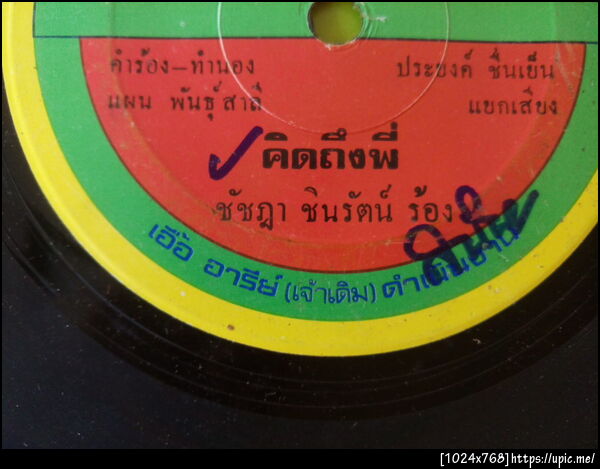 คำร้อง-ทำนอง ประยงค์ ชื่นเย็น
แผน พันธุ์สาลี แยกเสียง
คิดถึงพี่
ชัชฎา ชินรัตน์ ร้อง
เอื้อ อารีย์ (เจ้าเดิม) ดำเนินงาน
[1024x768]https://upic.me/